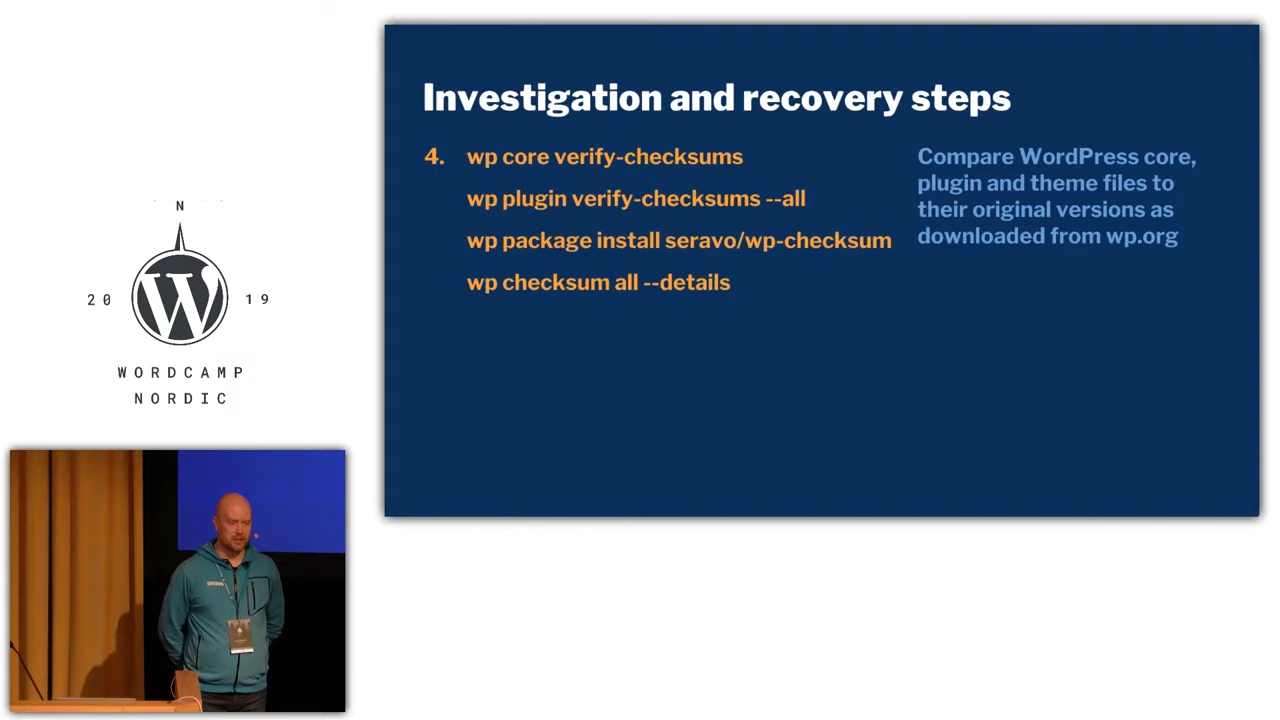 Investigation and recovery steps
4. wp core verify-checksums
wp plugin verify-checksums --all
wp package install seravo/wp-checksum
wp checksum all --details
Compare WordPress core,
plugin and theme files to
their original versions as
downloaded from wp.org
N
20 19
WORDCAMP
NORDIC